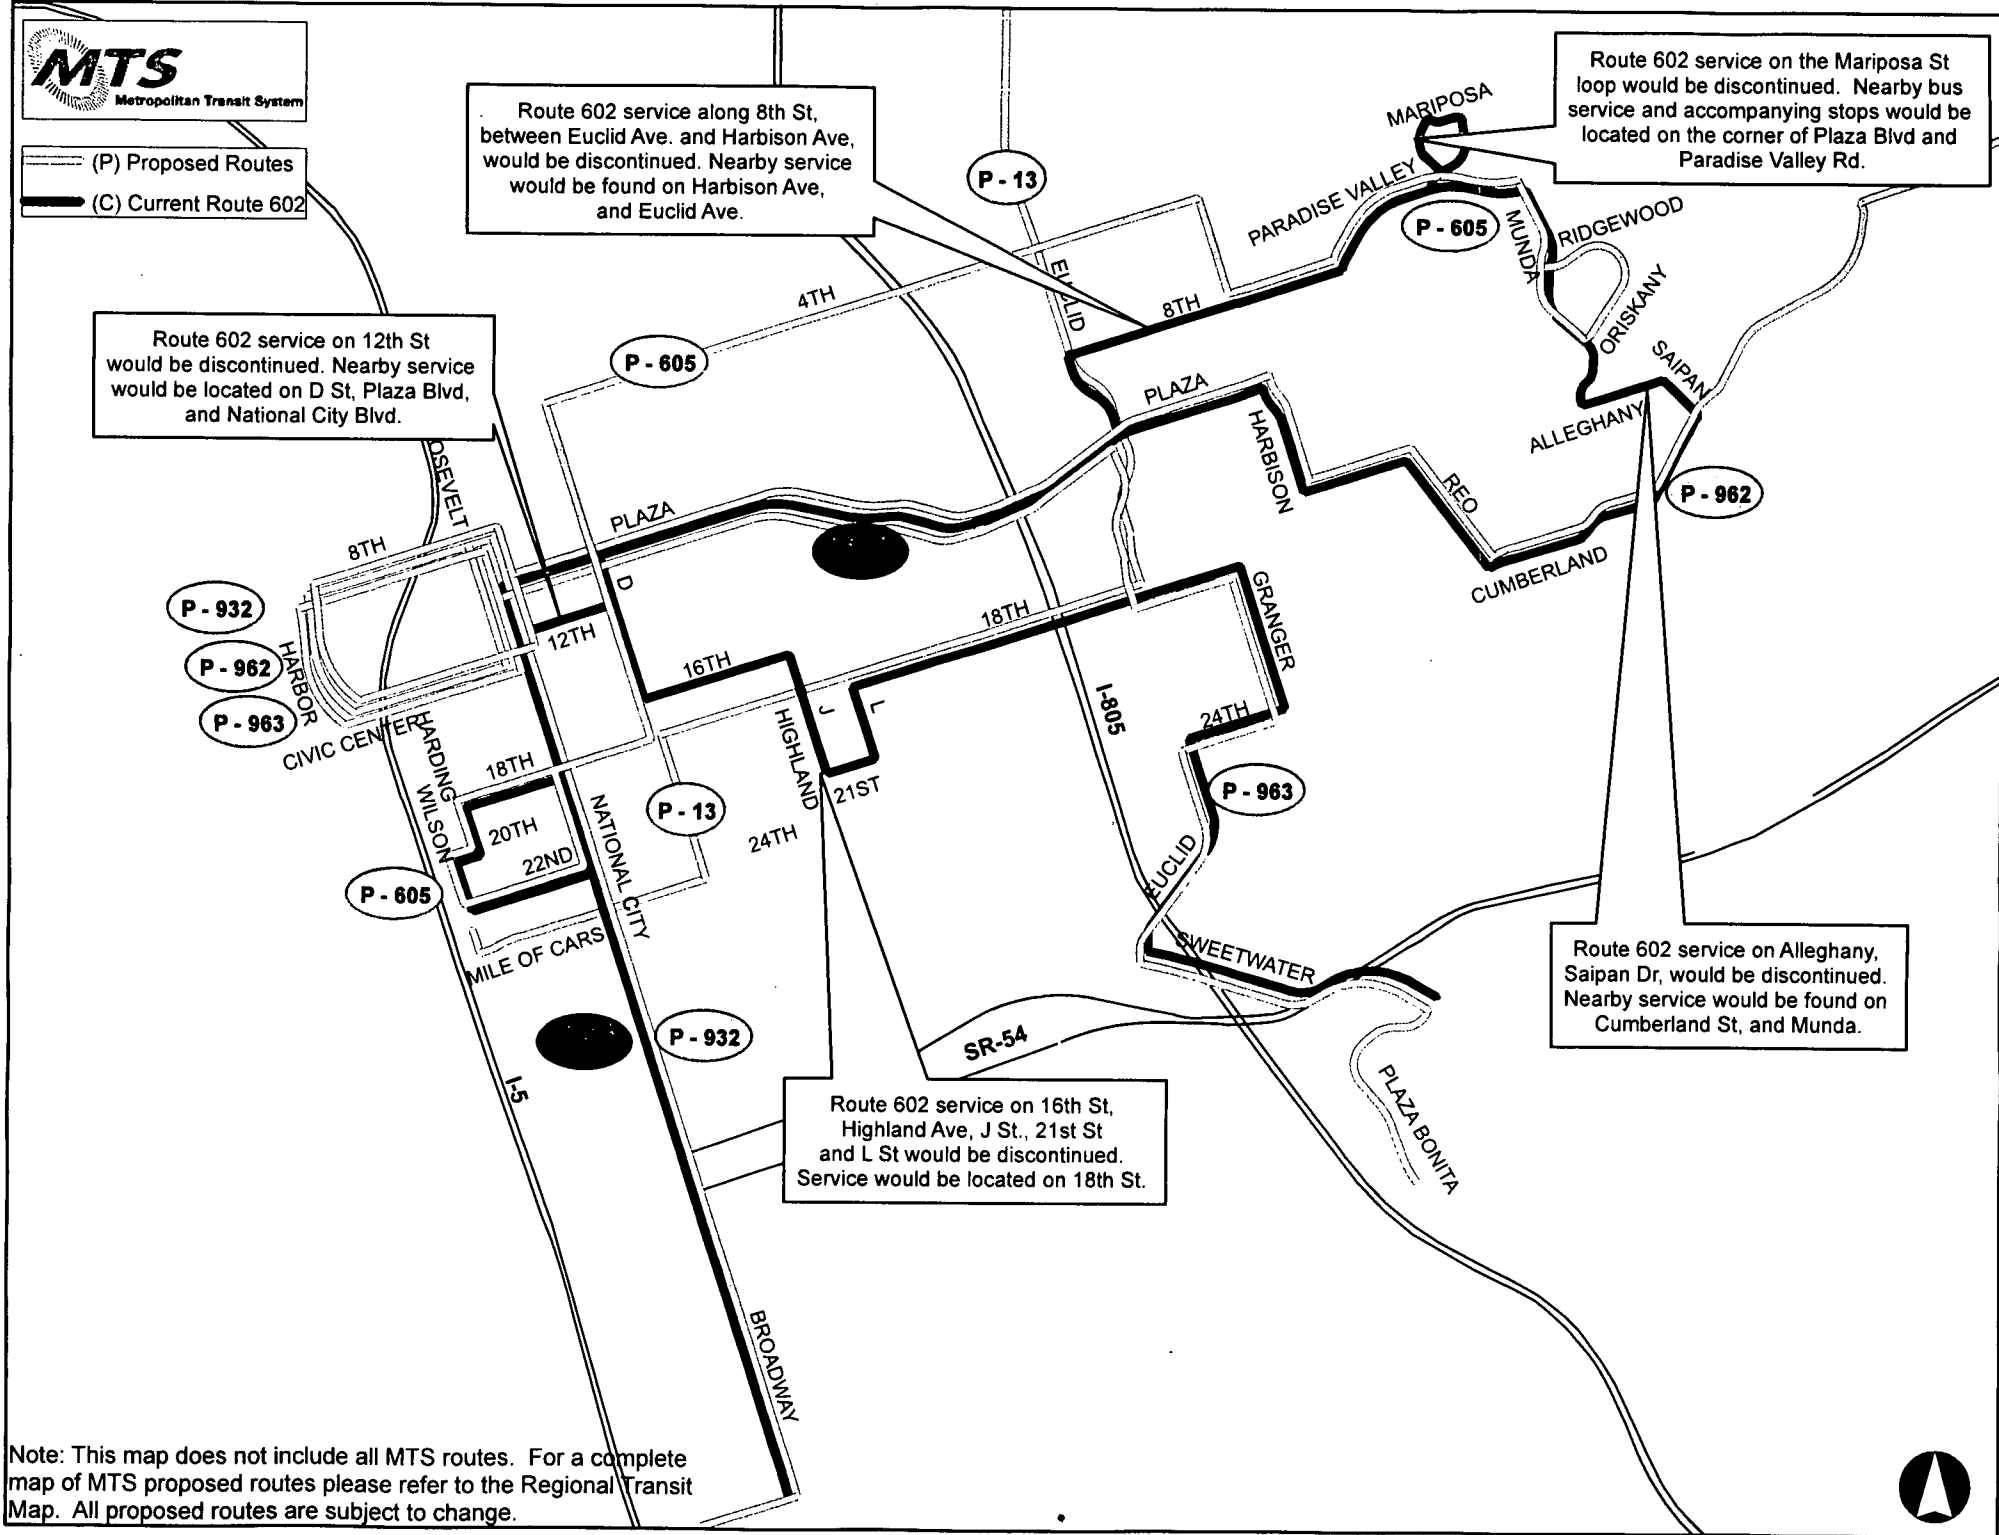 MTS
Metropolitan Transit System
(P) Proposed Routes
(C) Current Route 602
Route 602 service along 8th St,
between Euclid Ave. and Harbison Ave,
would be discontinued. Nearby service
would be found on Harbison Ave,
and Euclid Ave.
Route 602 service on the Mariposa St
loop would be discontinued. Nearby bus
service and accompanying stops would be
located on the corner of Plaza Blvd and
Paradise Valley Rd.
MARIPOSA
P - 13
PARADISE VALLEY
P - 605
MUNDA
RIDGEWOOD
ORISKANY
SAIPAN
ALLEGHANY
P - 962
EUCLID
8TH
4TH
P - 605
Route 602 service on 12th St
would be discontinued. Nearby service
would be located on D St, Plaza Blvd,
and National City Blvd.
OSEVELT
PLAZA
HARBISON
REO
CUMBERLAND
PLAZA
8TH
P - 932
P - 962
P - 963
HARBOR
CIVIC CENTER
D
12TH
16TH
18TH
GRANGER
HIGHLAND
J
L
21ST
24TH
I-805
24TH
P - 963
EUCLID
SWEETWATER
HARDING
18TH
WILSON
20TH
22ND
NATIONAL CITY
P - 13
P - 605
MILE OF CARS
P - 932
I-5
SR-54
PLAZA BONITA
Route 602 service on Alleghany,
Saipan Dr, would be discontinued.
Nearby service would be found on
Cumberland St, and Munda.
Route 602 service on 16th St,
Highland Ave, J St., 21st St
and L St would be discontinued.
Service would be located on 18th St.
BROADWAY
Note: This map does not include all MTS routes. For a complete
map of MTS proposed routes please refer to the Regional Transit
Map. All proposed routes are subject to change.